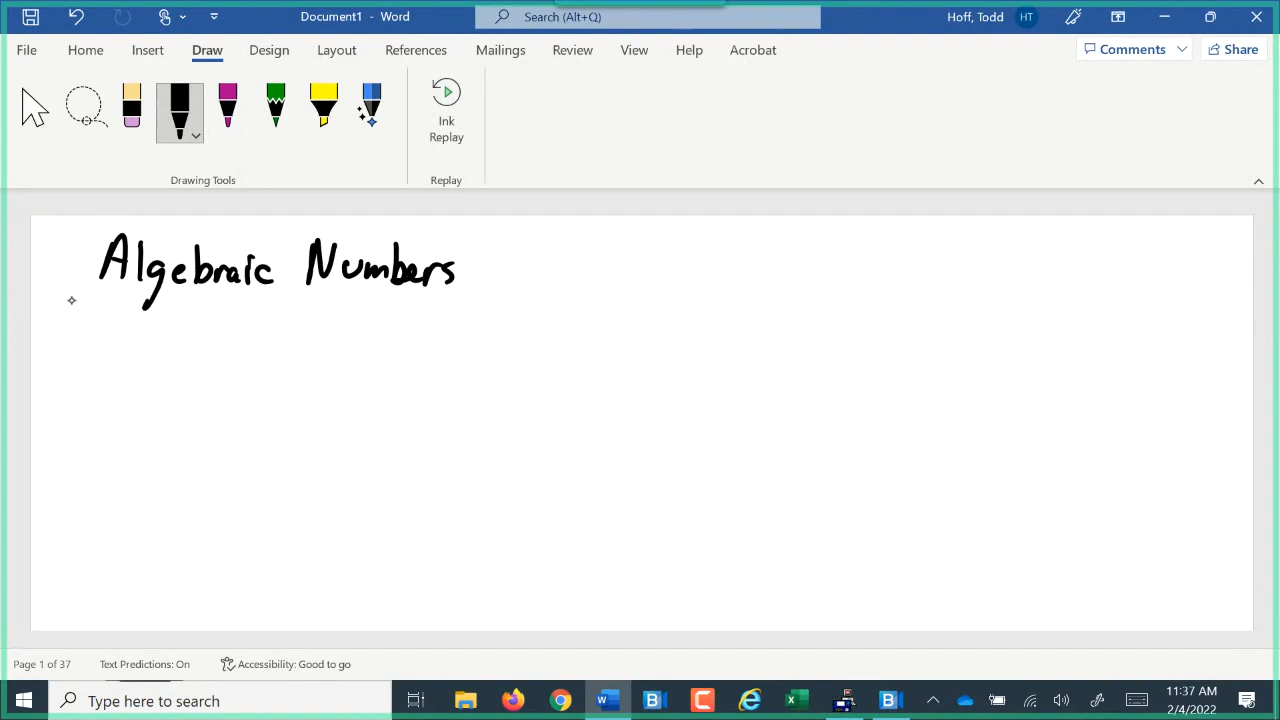 Document1 - Word
Search (Alt+Q)
Hoff, Todd
HT
File Home Insert Draw Design Layout References Mailings Review View Help Acrobat
Comments
Share
Ink
Replay
Drawing Tools
Replay
Algebraic Numbers
Page 1 of 37
Text Predictions: On
Accessibility: Good to go
Type here to search
11:37 AM
2/4/2022